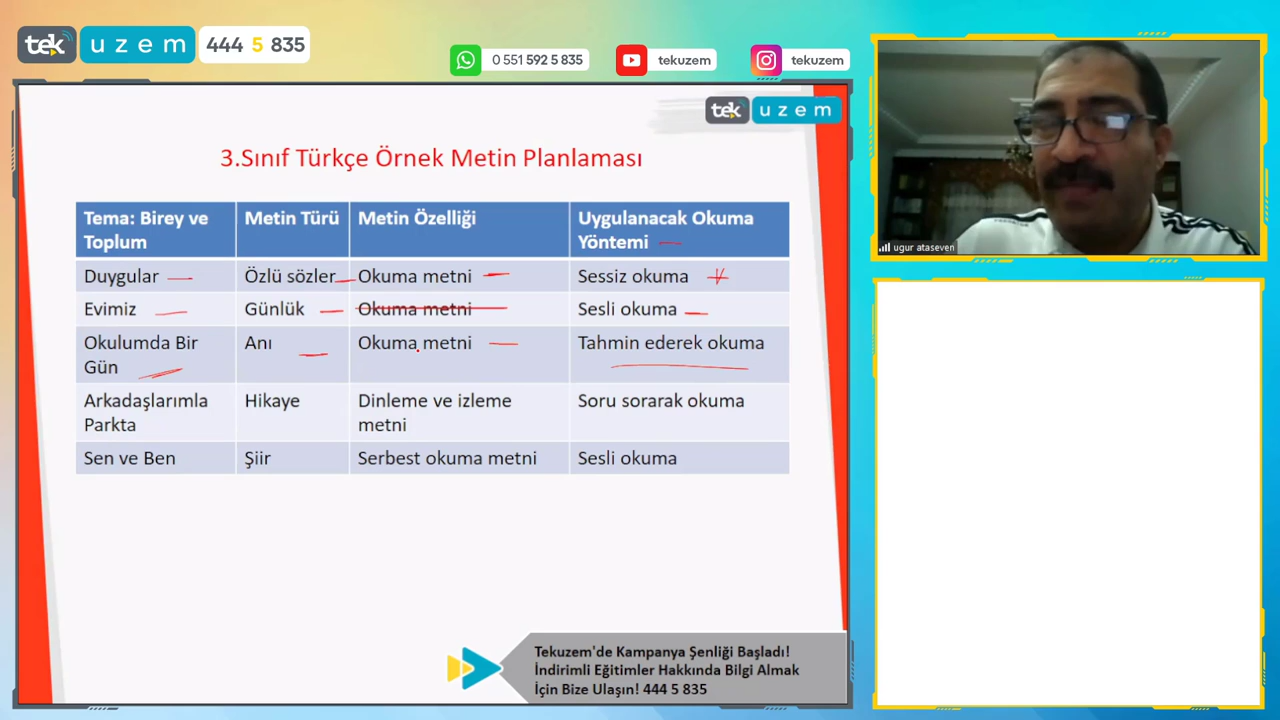 tek uzem 444 5 835
0 551 592 5 835 tekuzem tekuzem
tek uzem
3.Sınıf Türkçe Örnek Metin Planlaması
Tema: Birey ve Toplum Metin Türü Metin Özelliği Uygulanacak Okuma Yöntemi
Duygular Özlü sözler Okuma metni Sessiz okuma
Evimiz Günlük Okuma metni Sesli okuma
Okulumda Bir Gün Anı Okuma metni Tahmin ederek okuma
Arkadaşlarımla Parkta Hikaye Dinleme ve izleme metni Soru sorarak okuma
Sen ve Ben Şiir Serbest okuma metni Sesli okuma
Tekuzem'de Kampanya Şenliği Başladı!
İndirimli Eğitimler Hakkında Bilgi Almak
İçin Bize Ulaşın! 444 5 835
ugur ataseven